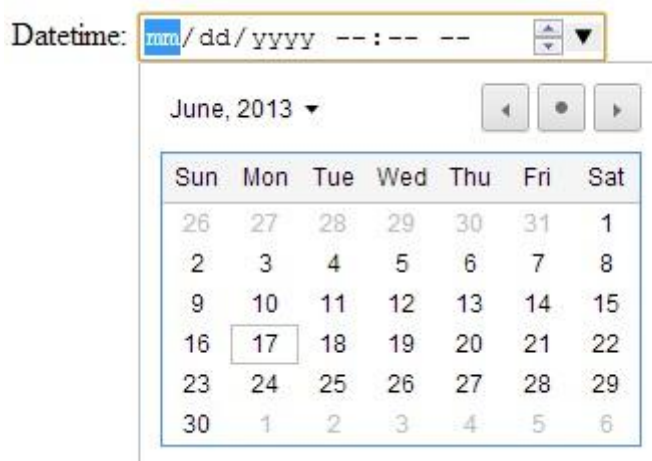 Datetime: mm/dd/yyyy --:-- --
June, 2013
Sun Mon Tue Wed Thu Fri Sat
26 27 28 29 30 31 1
2 3 4 5 6 7 8
9 10 11 12 13 14 15
16 17 18 19 20 21 22
23 24 25 26 27 28 29
30 1 2 3 4 5 6